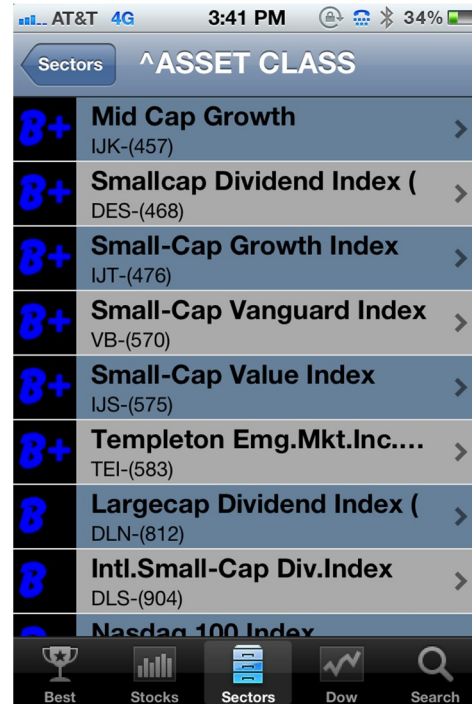 AT&T 4G 3:41 PM 34%
Sectors ^ASSET CLASS
B+ Mid Cap Growth
IJK-(457)
B+ Smallcap Dividend Index (
DES-(468)
B+ Small-Cap Growth Index
IJT-(476)
B+ Small-Cap Vanguard Index
VB-(570)
B+ Small-Cap Value Index
IJS-(575)
B+ Templeton Emg.Mkt.Inc....
TEI-(583)
B Largecap Dividend Index (
DLN-(812)
B Intl.Small-Cap Div.Index
DLS-(904)
Nasdaq 100 Index
Best Stocks Sectors Dow Search